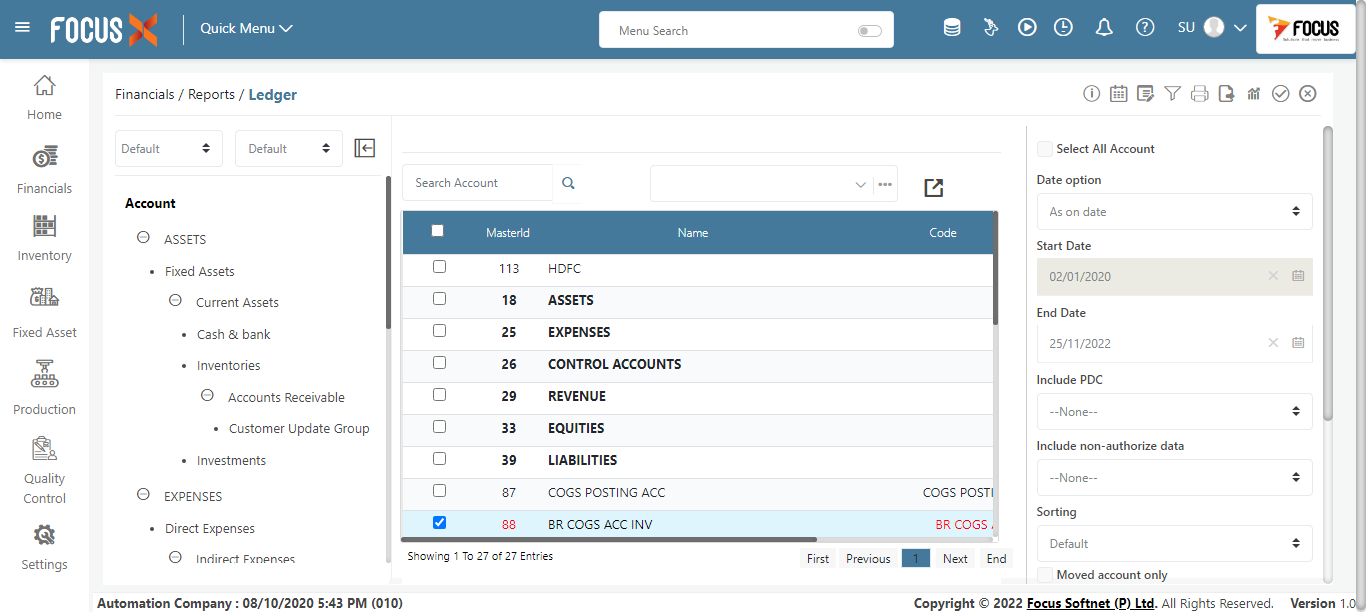 FOCUS X
Quick Menu
Menu Search
SU
FOCUS
Home
Financials
Inventory
Fixed Asset
Production
Quality
Control
Settings
Financials / Reports / Ledger
Default
Default
Account
ASSETS
Fixed Assets
Current Assets
Cash & bank
Inventories
Accounts Receivable
Customer Update Group
Investments
EXPENSES
Direct Expenses
Indirect Expenses
Search Account
MasterId Name Code
113 HDFC
18 ASSETS
25 EXPENSES
26 CONTROL ACCOUNTS
29 REVENUE
33 EQUITIES
39 LIABILITIES
87 COGS POSTING ACC COGS POSTI
88 BR COGS ACC INV BR COGS
Showing 1 To 27 of 27 Entries
First Previous 1 Next End
Select All Account
Date option
As on date
Start Date
02/01/2020
End Date
25/11/2022
Include PDC
--None--
Include non-authorize data
--None--
Sorting
Default
Moved account only
Automation Company : 08/10/2020 5:43 PM (010)
Copyright © 2022 Focus Softnet (P) Ltd. All Rights Reserved. Version 1.0